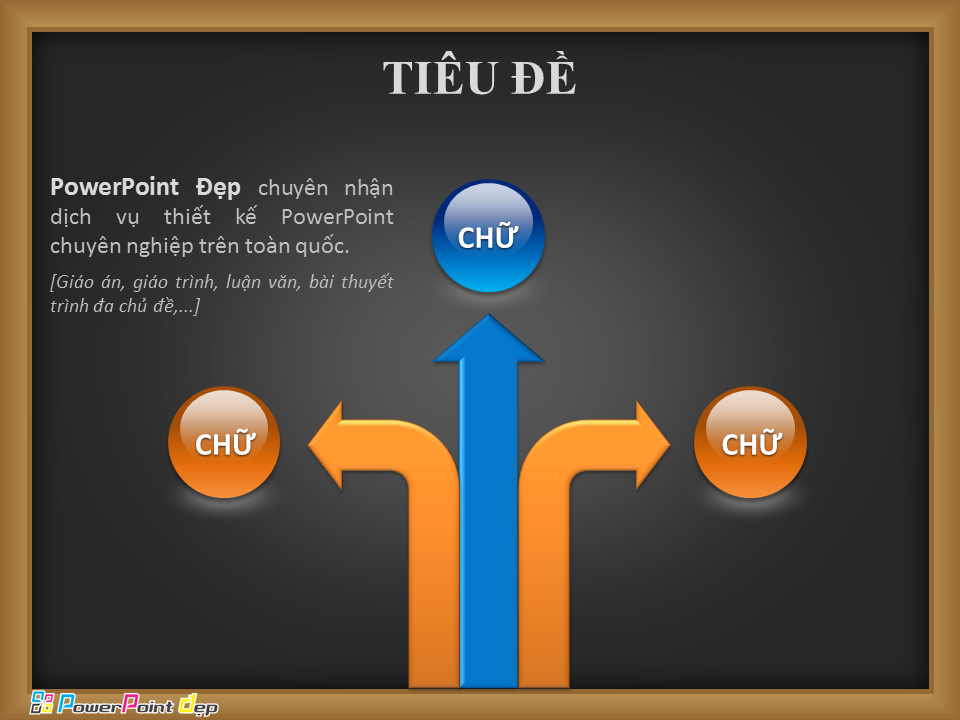 TIÊU ĐỀ
PowerPoint Đẹp chuyên nhận
dịch vụ thiết kế PowerPoint
chuyên nghiệp trên toàn quốc.
[Giáo án, giáo trình, luận văn, bài thuyết
trình đa chủ đề,...]
CHỮ
CHỮ
CHỮ
PowerPoint đẹp